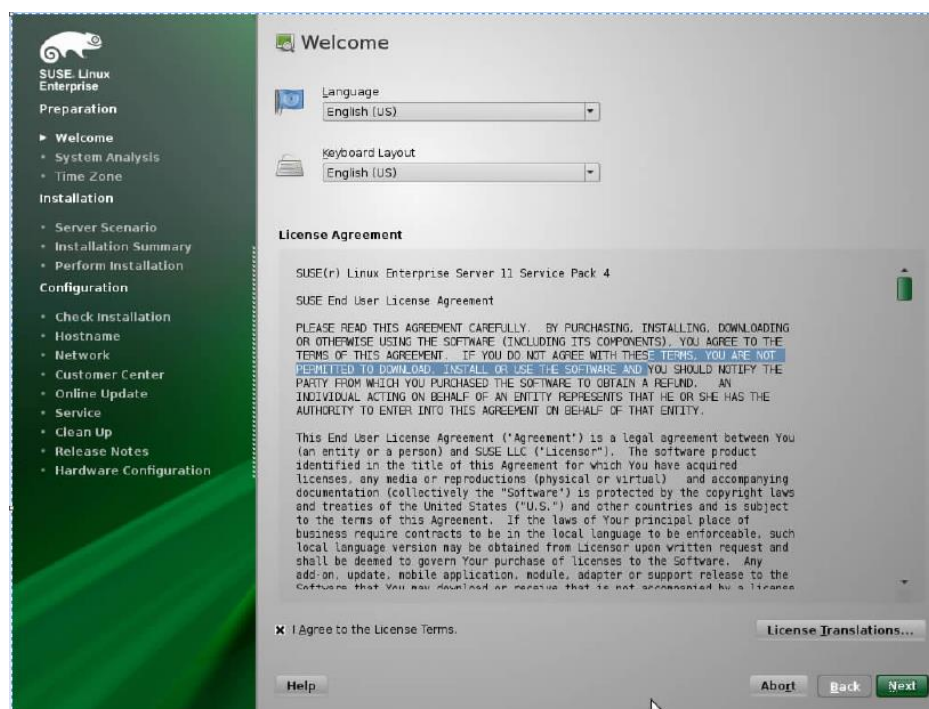 SUSE. Linux
Enterprise
Preparation
Welcome
System Analysis
Time Zone
Installation
Server Scenario
Installation Summary
Perform Installation
Configuration
Check Installation
Hostname
Network
Customer Center
Online Update
Service
Clean Up
Release Notes
Hardware Configuration
Welcome
Language
English (US)
Keyboard Layout
English (US)
License Agreement
SUSE(r) Linux Enterprise Server 11 Service Pack 4
SUSE End User License Agreement
PLEASE READ THIS AGREEMENT CAREFULLY. BY PURCHASING, INSTALLING, DOWNLOADING
OR OTHERWISE USING THE SOFTWARE (INCLUDING ITS COMPONENTS), YOU AGREE TO THE
TERMS OF THIS AGREEMENT. IF YOU DO NOT AGREE WITH THESE TERMS, YOU ARE NOT
PERMITTED TO DOWNLOAD, INSTALL OR USE THE SOFTWARE AND YOU SHOULD NOTIFY THE
PARTY FROM WHICH YOU PURCHASED THE SOFTWARE TO OBTAIN A REFUND. AN
INDIVIDUAL ACTING ON BEHALF OF AN ENTITY REPRESENTS THAT HE OR SHE HAS THE
AUTHORITY TO ENTER INTO THIS AGREEMENT ON BEHALF OF THAT ENTITY.
This End User License Agreement ("Agreement") is a legal agreement between You
(an entity or a person) and SUSE LLC ("Licensor"). The software product
identified in the title of this Agreement for which You have acquired
licenses, any media or reproductions (physical or virtual) and accompanying
documentation (collectively the "Software") is protected by the copyright laws
and treaties of the United States ("U.S.") and other countries and is subject
to the terms of this Agreement. If the laws of Your principal place of
business require contracts to be in the local language to be enforceable, such
local language version may be obtained from Licensor upon written request and
shall be deemed to govern Your purchase of licenses to the Software. Any
add-on, update, mobile application, module, adapter or support release to the
Software that You may download or receive that is not accompanied by a license
I Agree to the License Terms.
License Translations...
Help
Abort
Back
Next